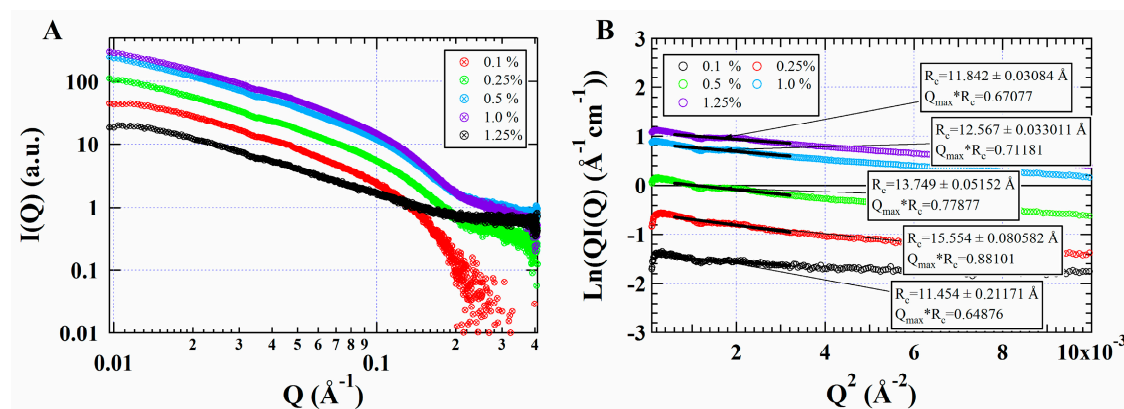 A
I(Q) (a.u.)
100
10
1
0.1
0.01
0.1 %
0.25%
0.5 %
1.0 %
1.25%
0.01
3
4
5
6
7
8
9
0.1
2
3
4
Q (Å⁻¹)
B
Ln(QI(Q) (Å⁻¹ cm⁻¹))
3
2
1
0
-1
-2
-3
0.1 %
0.25%
0.5 %
1.0 %
1.25%
R_c=11.842 ± 0.03084 Å
Q_max*R_c= 0.67077
R_c=12.567 ± 0.033011 Å
Q_max*R_c= 0.71181
R_c=13.749 ± 0.05152 Å
Q_max*R_c= 0.77877
R_c=15.554 ± 0.080582 Å
Q_max*R_c= 0.88101
R_c=11.454 ± 0.21171 Å
Q_max*R_c= 0.64876
2
4
6
8
10x10⁻³
Q² (Å⁻²)